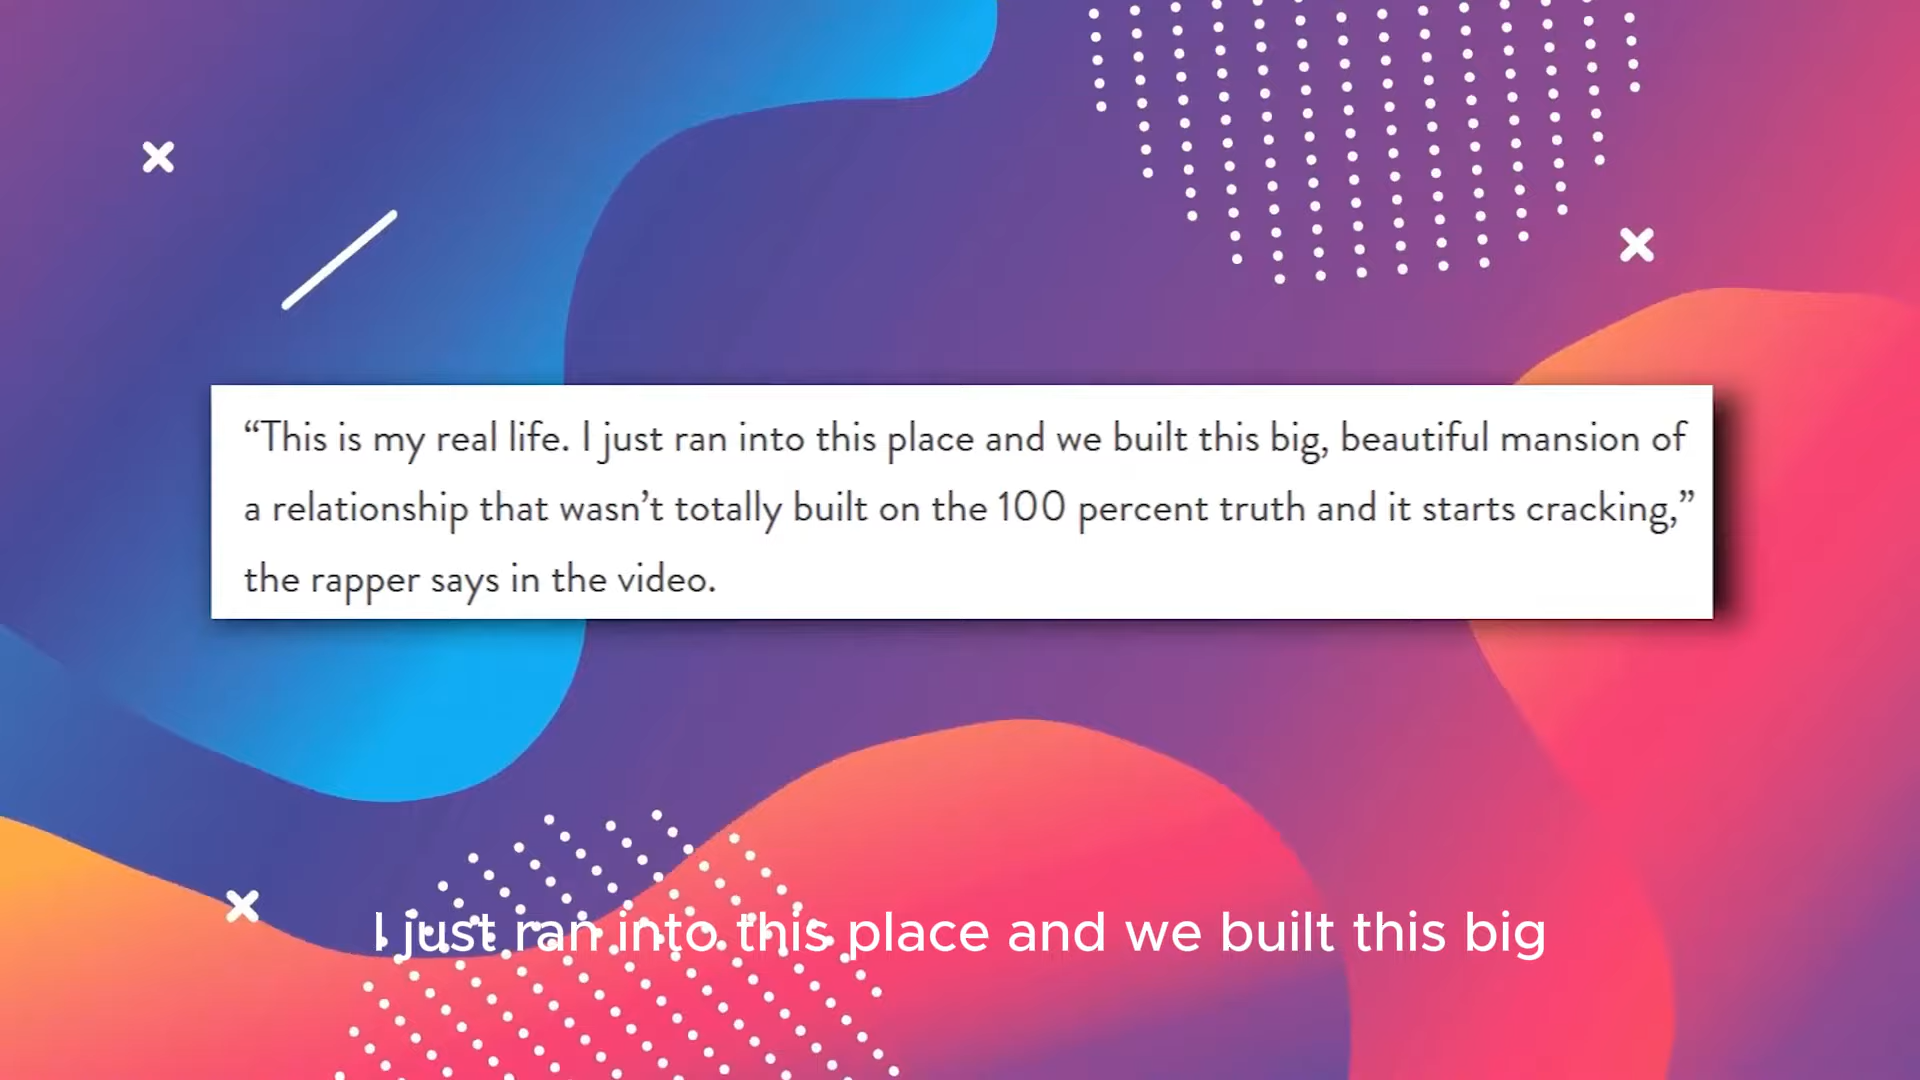 “This is my real life. I just ran into this place and we built this big, beautiful mansion of
a relationship that wasn’t totally built on the 100 percent truth and it starts cracking,”
the rapper says in the video.
I just ran into this place and we built this big